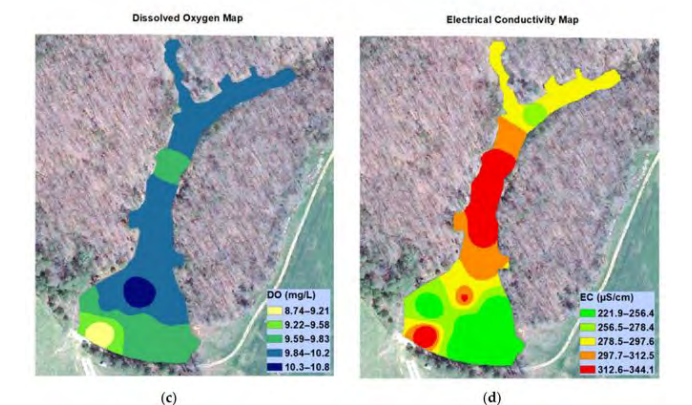 Dissolved Oxygen Map
DO (mg/L)
8.74–9.21
9.22–9.58
9.59–9.83
9.84–10.2
10.3–10.8
(c)
Electrical Conductivity Map
EC (µS/cm)
221.9–256.4
256.5–278.4
278.5–297.6
297.7–312.5
312.6–344.1
(d)